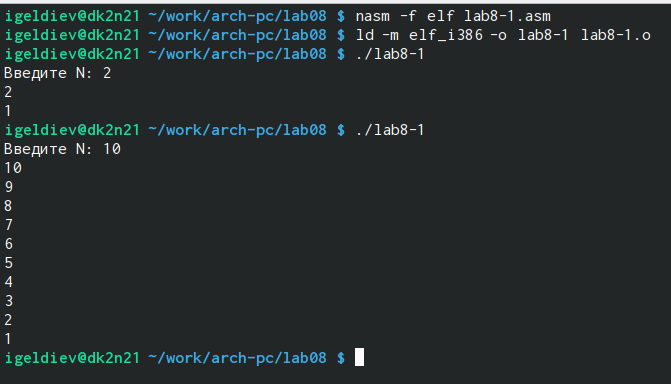 igeldiev@dk2n21 ~/work/arch-pc/lab08 $ nasm -f elf lab8-1.asm
igeldiev@dk2n21 ~/work/arch-pc/lab08 $ ld -m elf_i386 -o lab8-1 lab8-1.o
igeldiev@dk2n21 ~/work/arch-pc/lab08 $ ./lab8-1
Введите N: 2
2
1
igeldiev@dk2n21 ~/work/arch-pc/lab08 $ ./lab8-1
Введите N: 10
10
9
8
7
6
5
4
3
2
1
igeldiev@dk2n21 ~/work/arch-pc/lab08 $